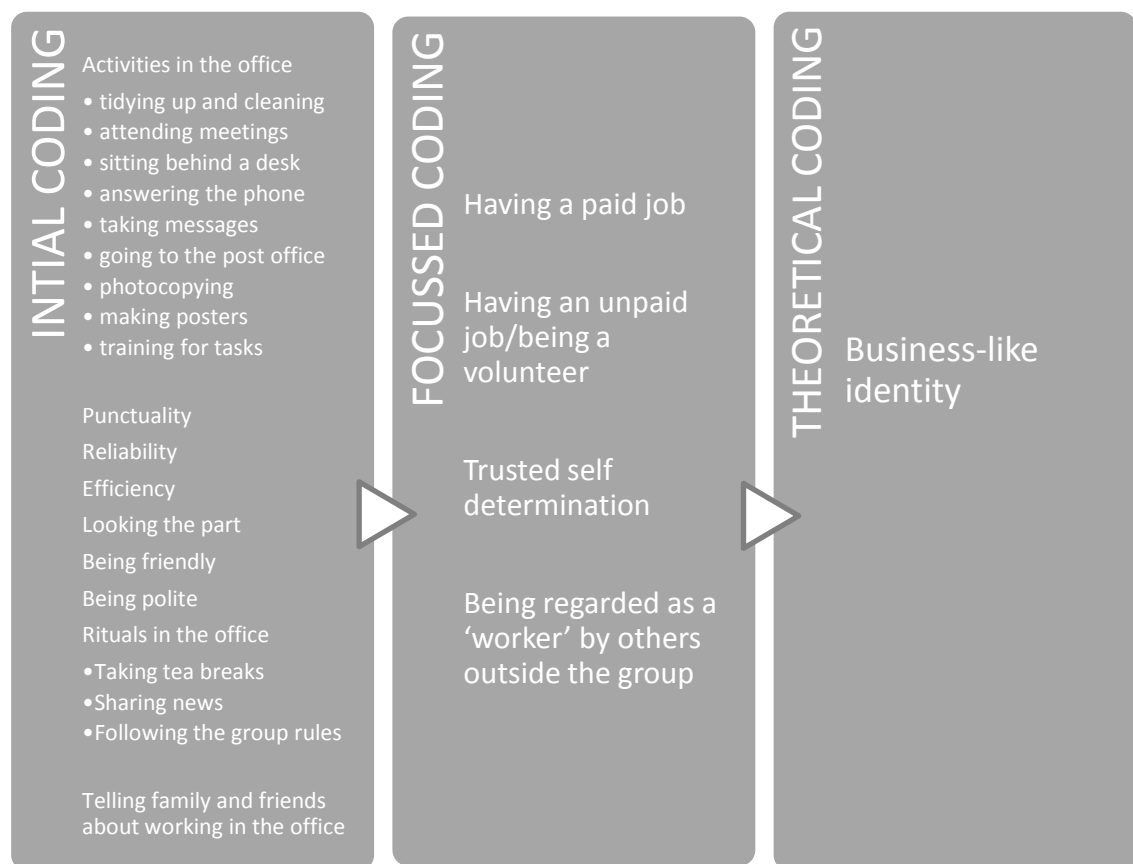 INTIAL CODING
Activities in the office
• tidying up and cleaning
• attending meetings
• sitting behind a desk
• answering the phone
• taking messages
• going to the post office
• photocopying
• making posters
• training for tasks
Punctuality
Reliability
Efficiency
Looking the part
Being friendly
Being polite
Rituals in the office
•Taking tea breaks
•Sharing news
•Following the group rules
Telling family and friends
about working in the office
FOCUSSED CODING
Having a paid job
Having an unpaid
job/being a
volunteer
Trusted self
determination
Being regarded as a
‘worker’ by others
outside the group
THEORETICAL CODING
Business-like
identity